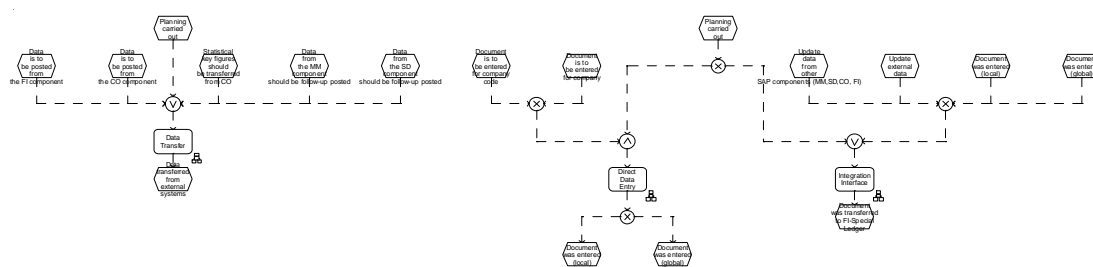 Planning
carried
out
Data
is to
be posted
from
the FI component
Data
is to
be posted
from
the CO component
Statistical
key figures
should
be transferred
from CO
Data
from
the MM
component
should be follow-up posted
Data
from
the SD
component
should be follow-up posted
Data
Transfer
Data
transferred
from
external
systems
Document
is to
be entered
for company
code
Document
is to
be entered
for company
Planning
carried
out
Direct
Data
Entry
Document
was entered
(local)
Document
was entered
(global)
Update
data
from
other
SAP components (MM,SD,CO, FI)
Update
external
data
Document
was entered
(local)
Document
was entered
(global)
Integration
Interface
Document
was transferred
to FI-Special
Ledger